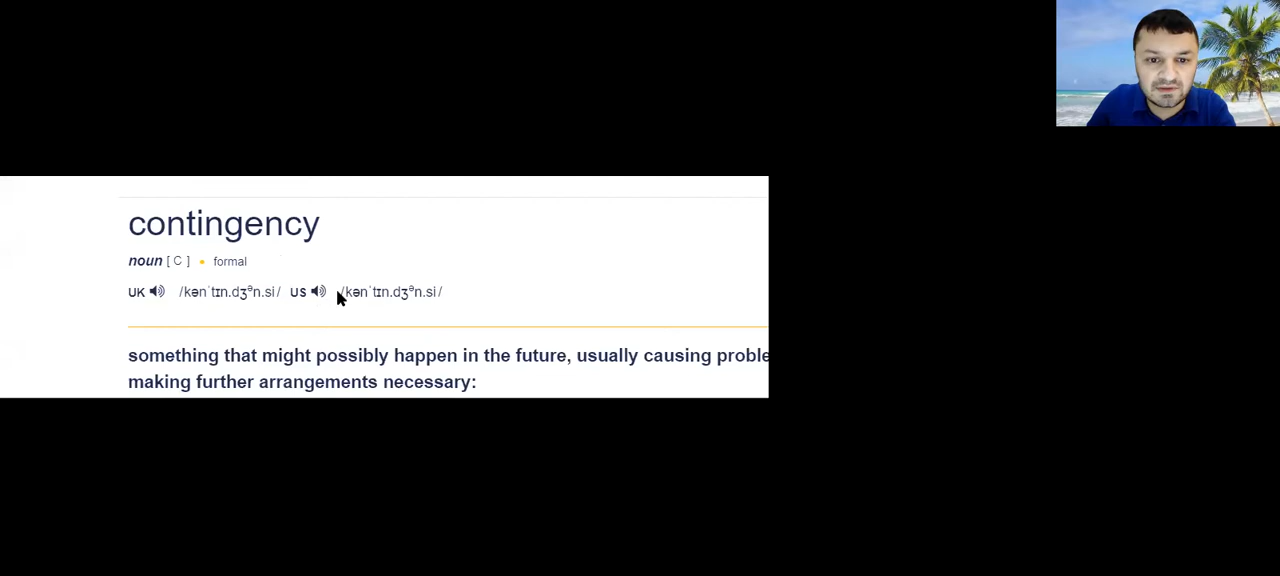 contingency
noun [ C ] • formal
UK /kənˈtɪn.dʒᵊn.si/ US /kənˈtɪn.dʒᵊn.si/
something that might possibly happen in the future, usually causing proble
making further arrangements necessary: